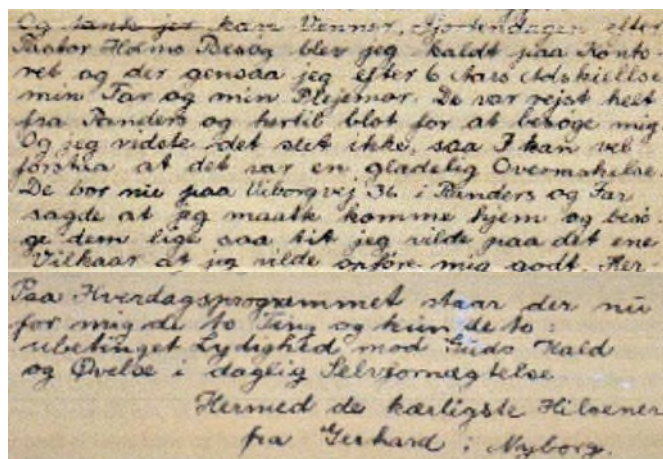 Og tænk jer kære Venner, fjortendagen efter
Pastor Holmo Besøg blev jeg kaldt paa Konto-
ret og der gensaa jeg efter 6 Aars Adskillelse
min Far og min Plejemor. De var rejst helt
fra Randers og hertil blot for at besøge mig
Og jeg vidste det slet ikke, saa I kan vel
forstaa at det var en glædelig Overraskelse.
De bor nu paa Viborgvej 36 i Randers og Far
sagde at jeg maatte komme hjem og besø-
ge dem lige saa tit jeg vilde paa det ene
Vilkaar at jeg vilde opføre mig godt. Her-
Paa Hverdagsprogrammet staar der nu
for mig de to Ting og kun de to:
ubetinget Lydighed mod Guds Kald
og Øvelse i daglig Selvfornægtelse
Hermed de kærligste Hilsener
fra Gerhard i Nyborg.